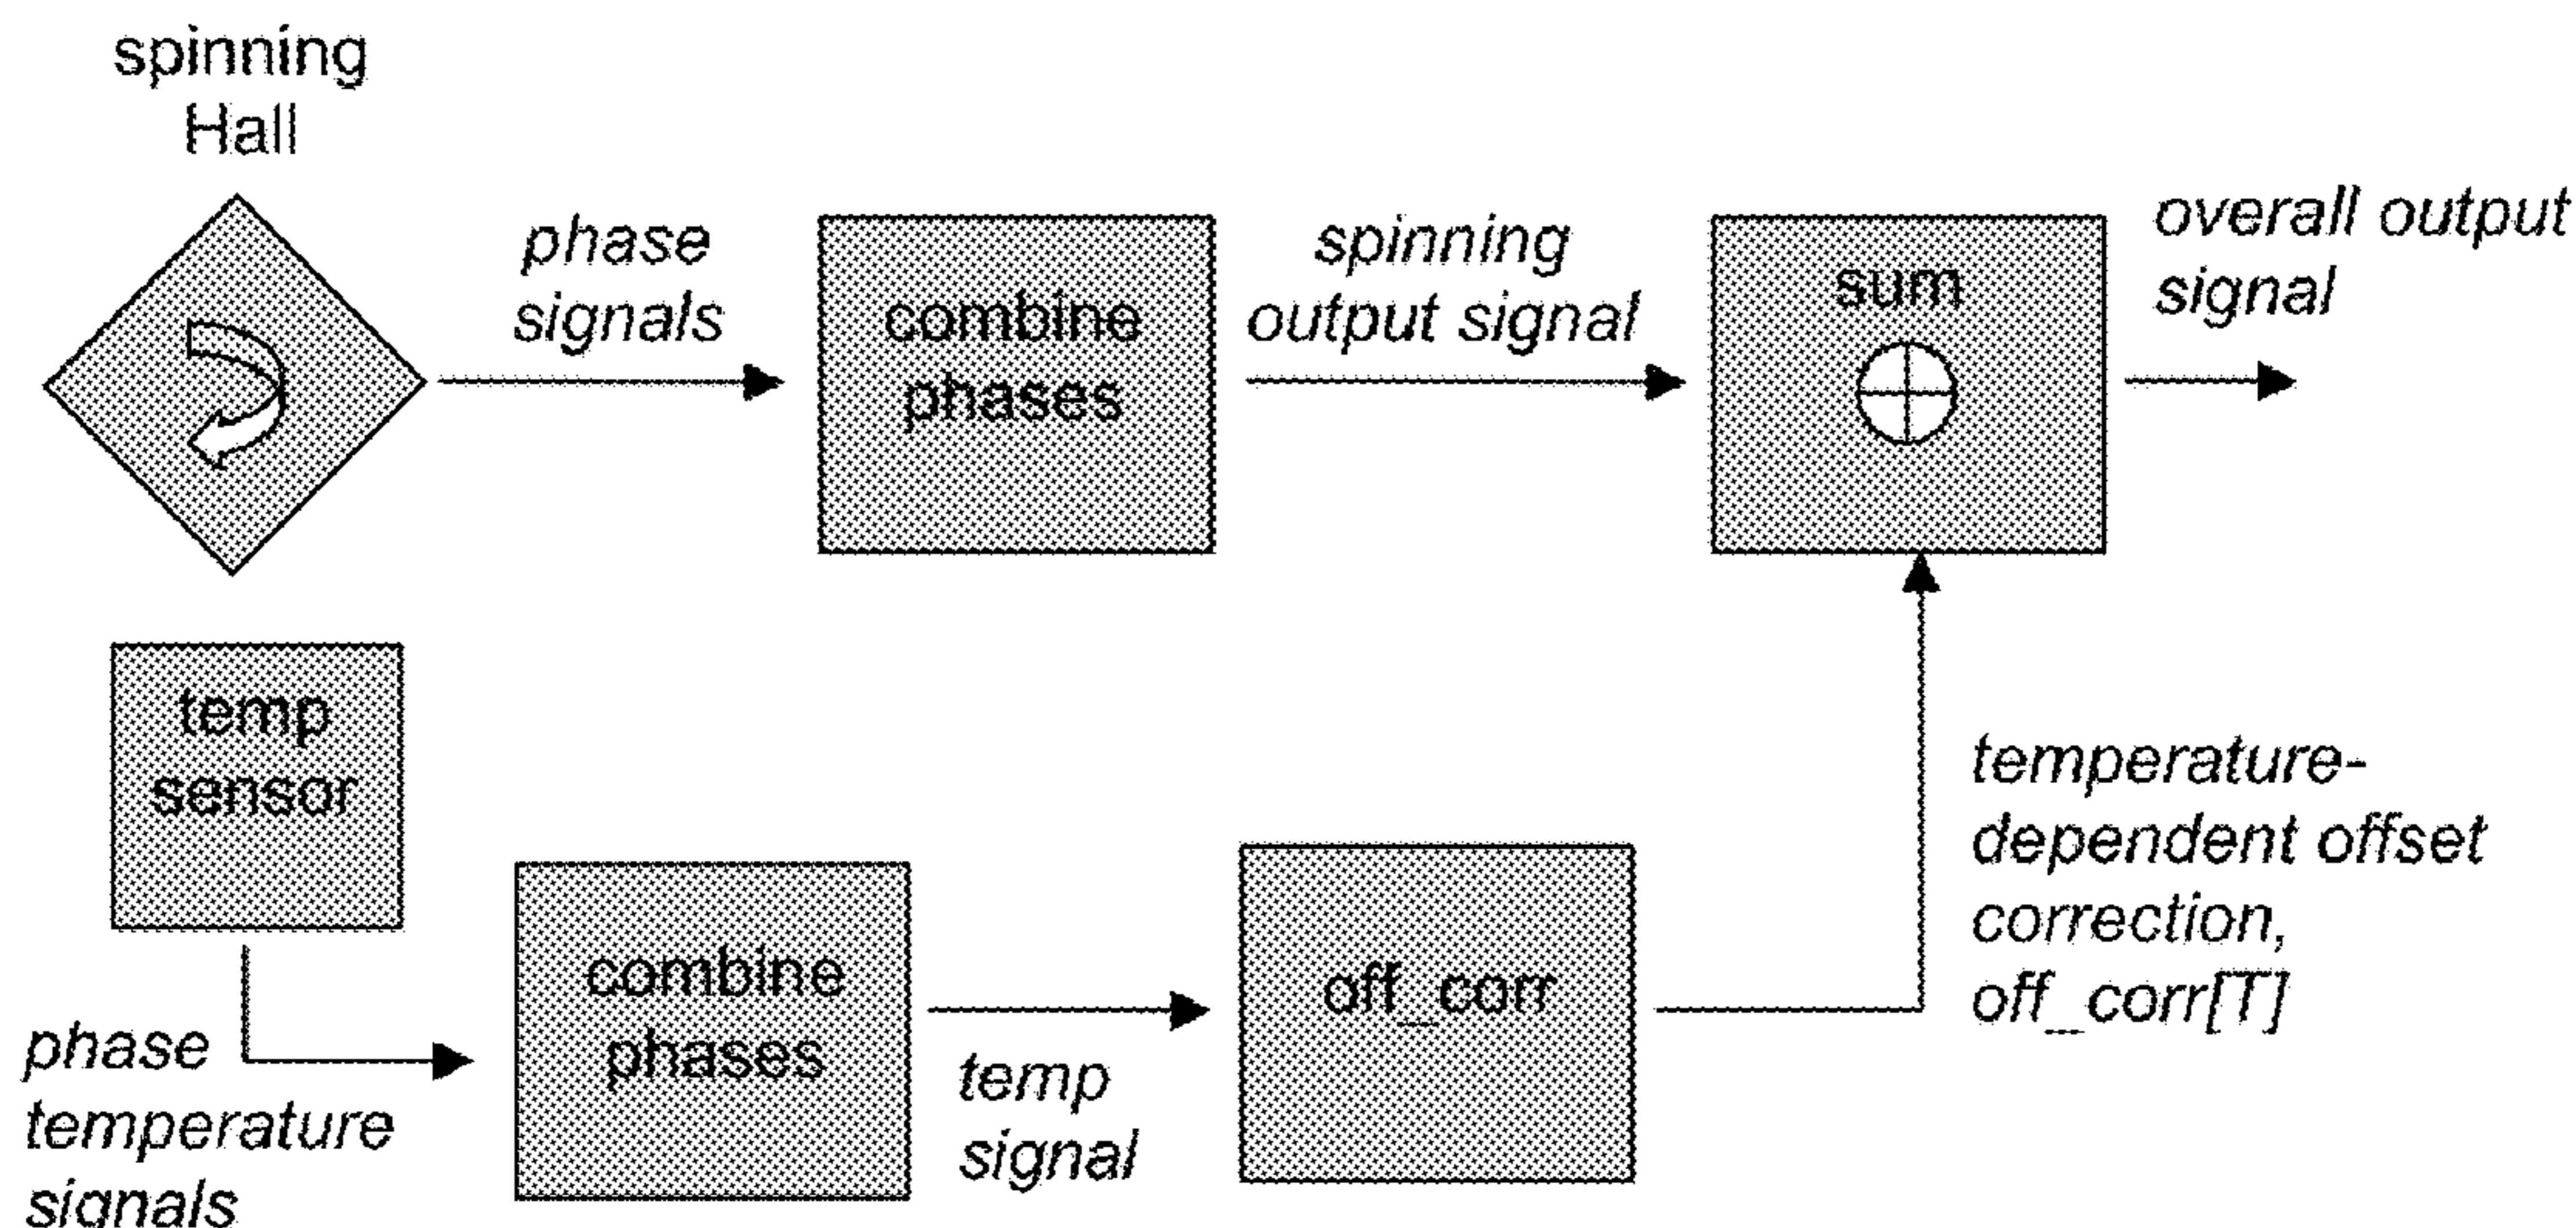 spinning
Hall
phase
signals
combine
phases
spinning
output signal
sum
overall output
signal
temp
sensor
phase
temperature
signals
combine
phases
temp
signal
off_corr
temperature-
dependent offset
correction,
off_corr[T]